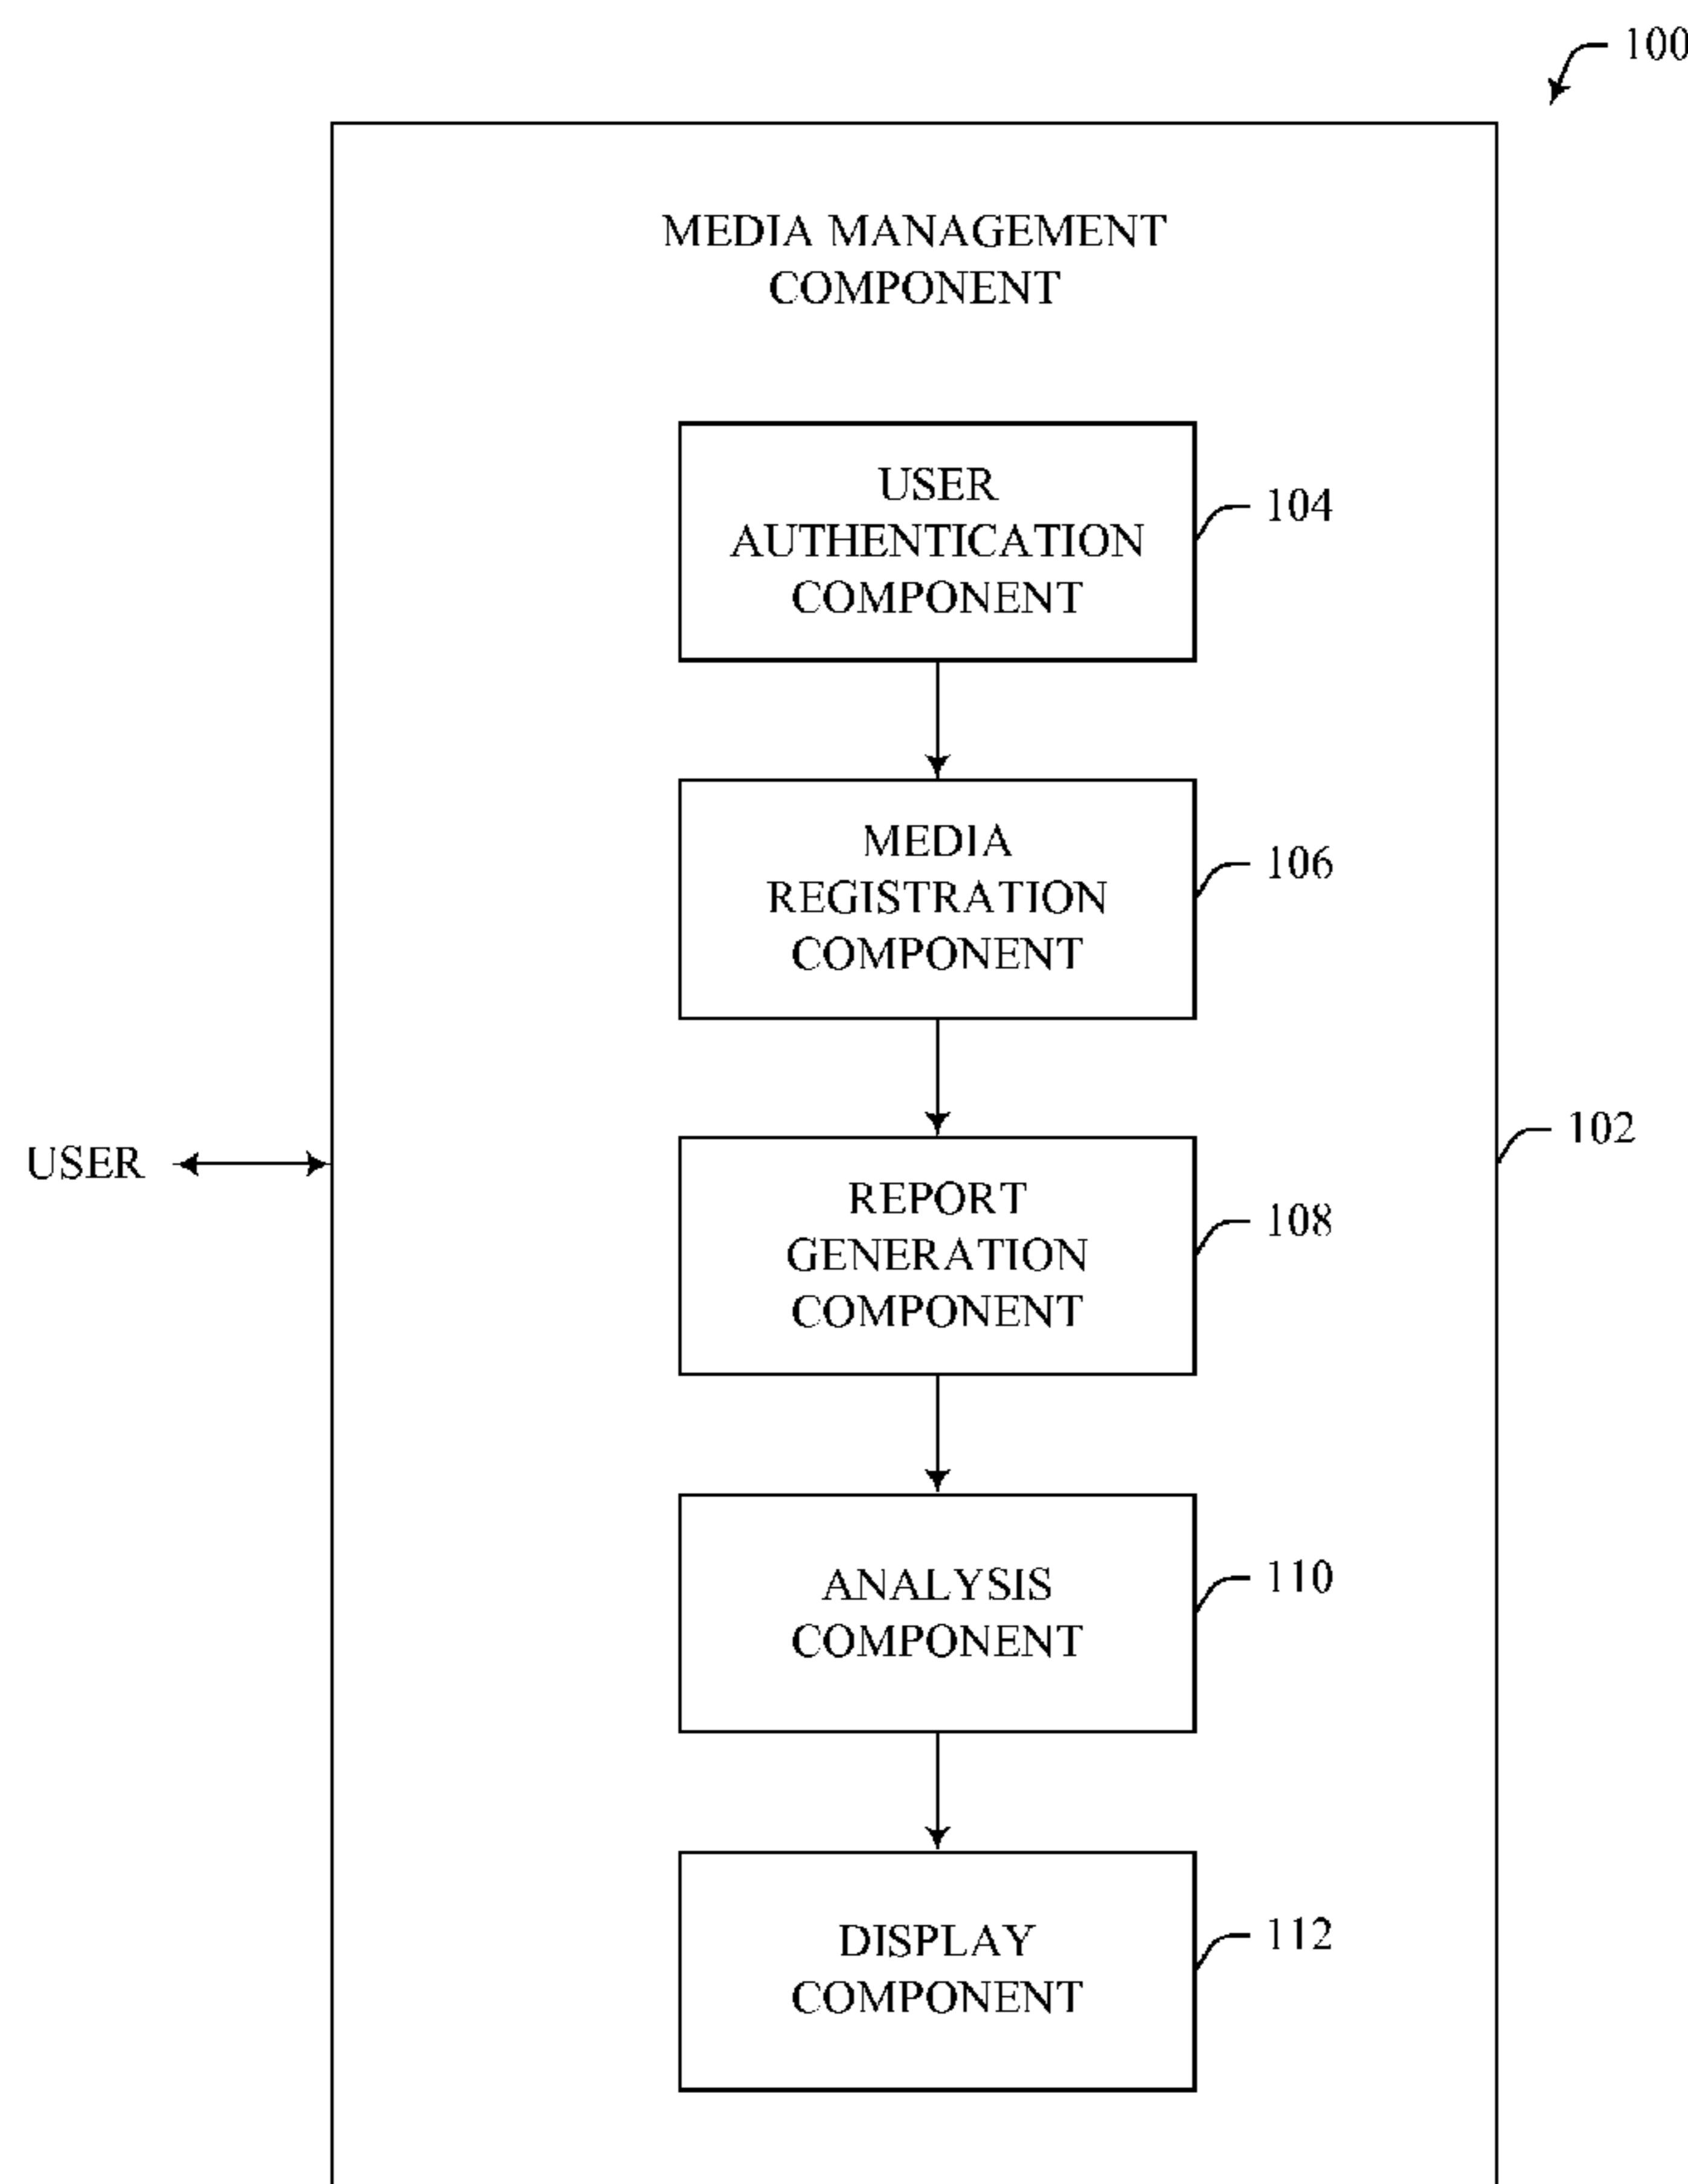 100
MEDIA MANAGEMENT
COMPONENT
USER
AUTHENTICATION
COMPONENT
104
MEDIA
REGISTRATION
COMPONENT
106
USER
102
REPORT
GENERATION
COMPONENT
108
ANALYSIS
COMPONENT
110
DISPLAY
COMPONENT
112